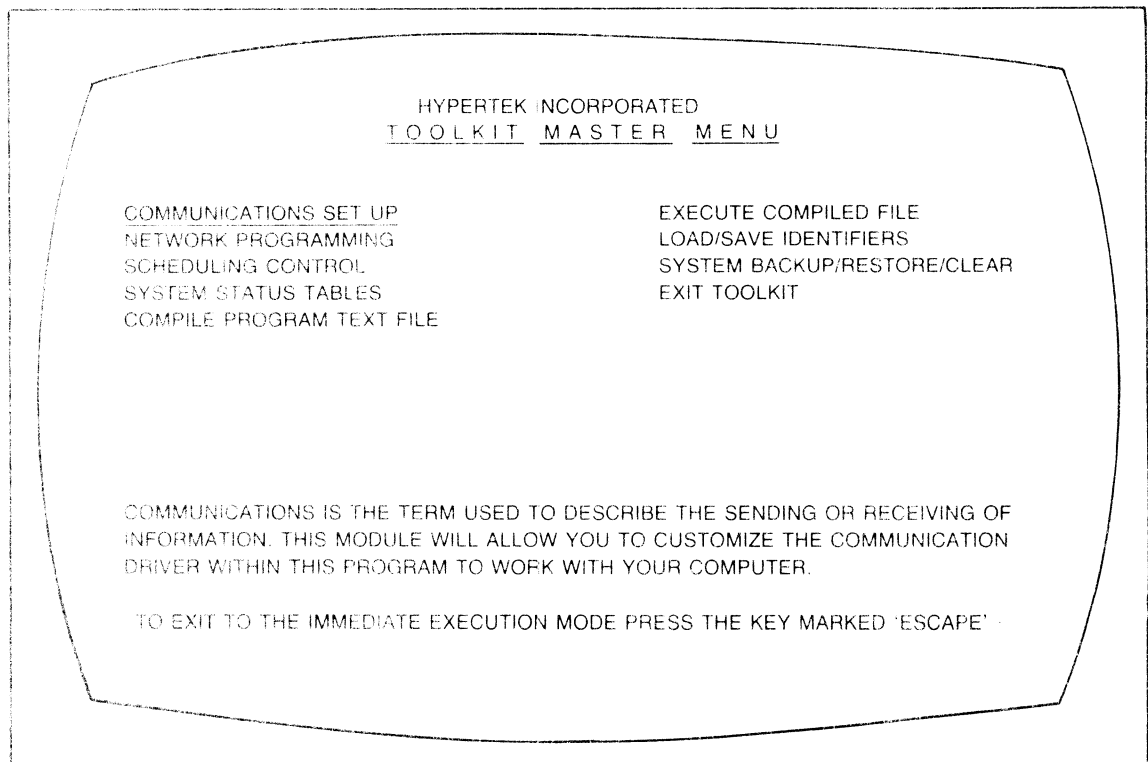 HYPERTEK INCORPORATED
TOOLKIT MASTER MENU
COMMUNICATIONS SET UP
NETWORK PROGRAMMING
SCHEDULING CONTROL
SYSTEM STATUS TABLES
COMPILE PROGRAM TEXT FILE
EXECUTE COMPILED FILE
LOAD/SAVE IDENTIFIERS
SYSTEM BACKUP/RESTORE/CLEAR
EXIT TOOLKIT
COMMUNICATIONS IS THE TERM USED TO DESCRIBE THE SENDING OR RECEIVING OF
INFORMATION. THIS MODULE WILL ALLOW YOU TO CUSTOMIZE THE COMMUNICATION
DRIVER WITHIN THIS PROGRAM TO WORK WITH YOUR COMPUTER.
TO EXIT TO THE IMMEDIATE EXECUTION MODE PRESS THE KEY MARKED 'ESCAPE'